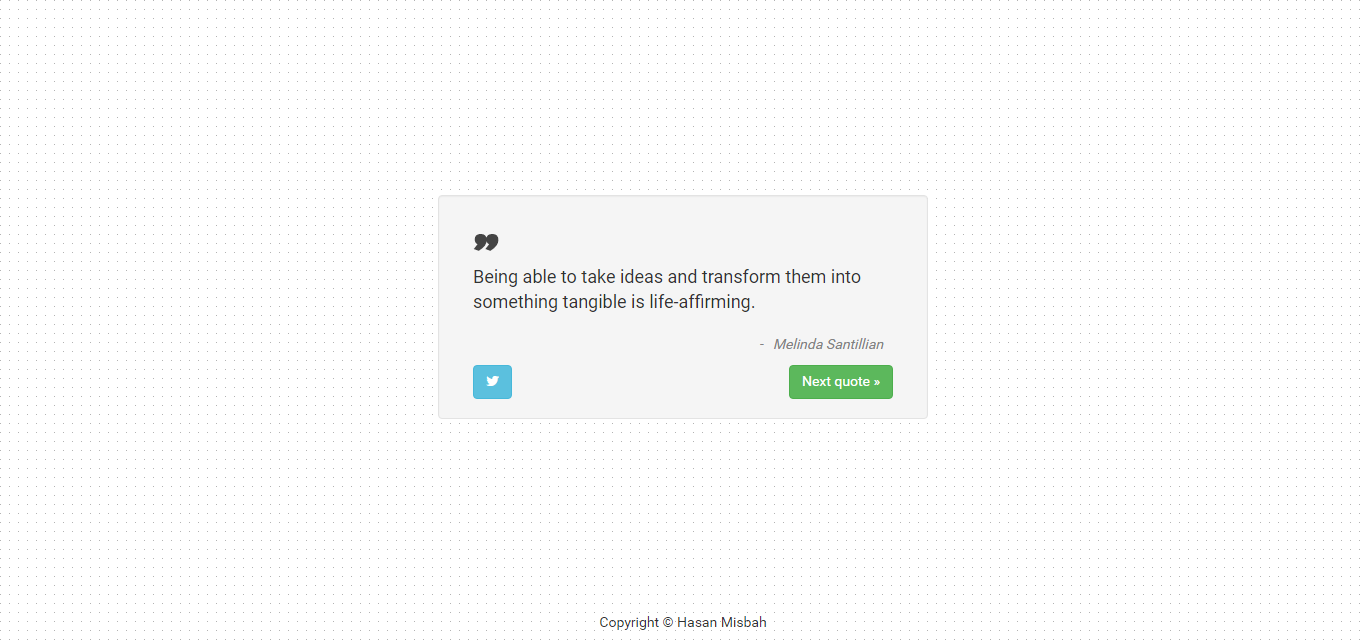 ”
Being able to take ideas and transform them into
something tangible is life-affirming.
- Melinda Santillian
Next quote »
Copyright © Hasan Misbah